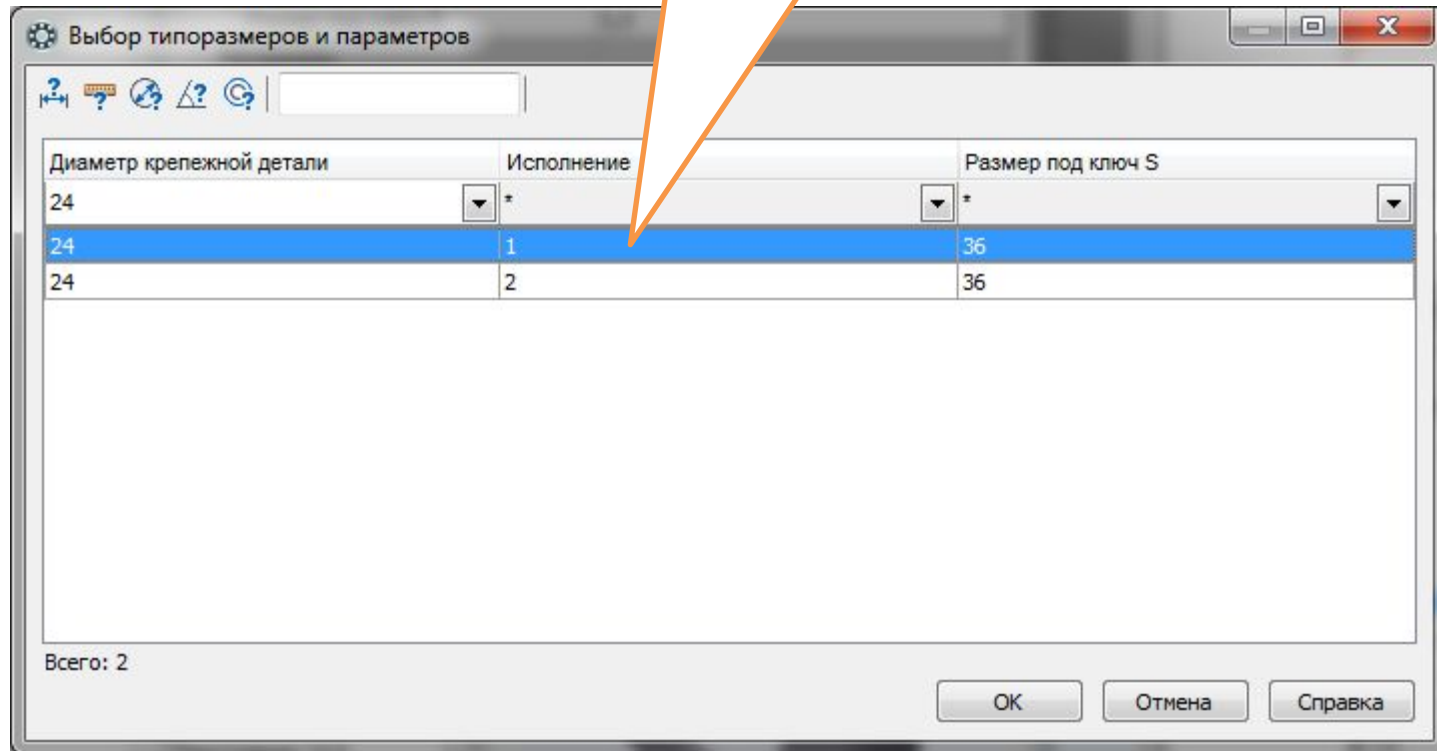 Выбор типоразмеров и параметров
Диаметр крепежной детали Исполнение Размер под ключ S
24 * *
24 1 36
24 2 36
Всего: 2
ОК Отмена Справка